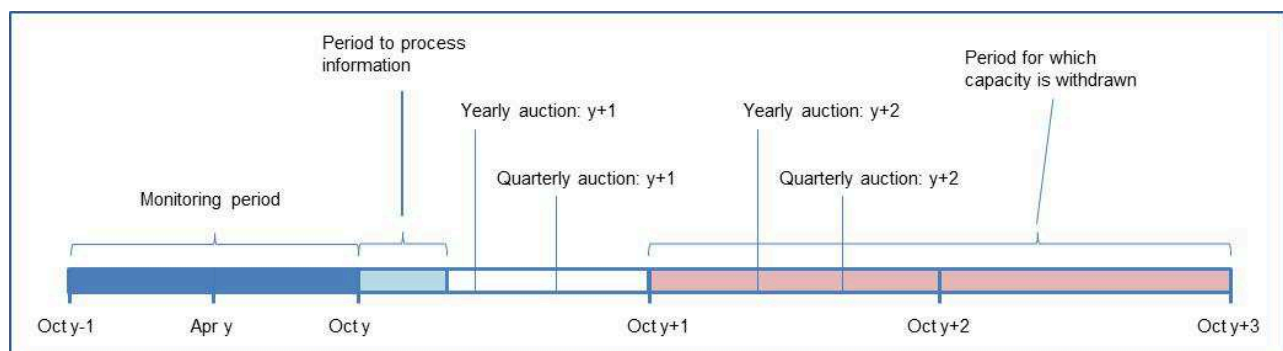 Period to process
information
Period for which
capacity is withdrawn
Yearly auction: y+1
Yearly auction: y+2
Quarterly auction: y+1
Quarterly auction: y+2
Monitoring period
Oct y-1
Apr y
Oct y
Oct y+1
Oct y+2
Oct y+3